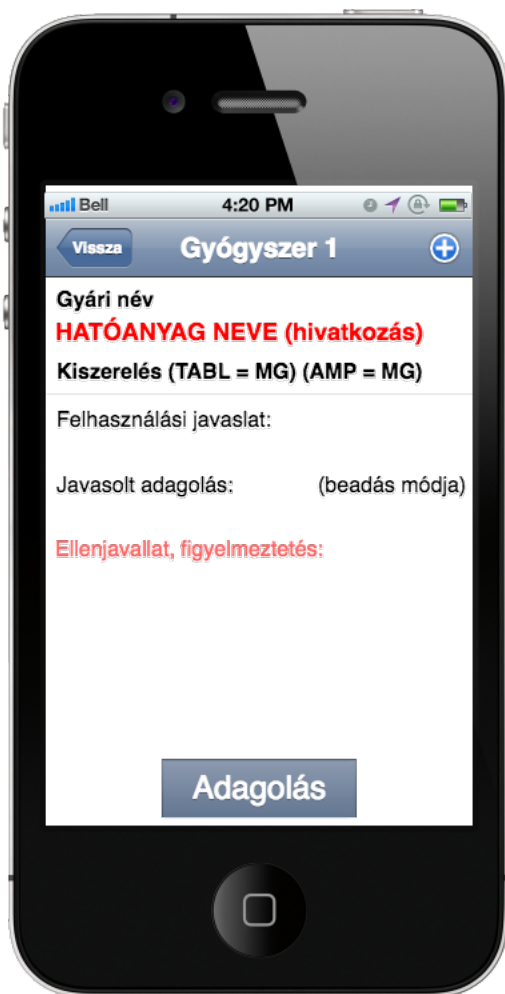 Bell 4:20 PM
Vissza Gyógyszer 1
Gyári név
HATÓANYAG NEVE (hivatkozás)
Kiszerelés (TABL = MG) (AMP = MG)
Felhasználási javaslat:
Javasolt adagolás: (beadás módja)
Ellenjavallat, figyelmeztetés:
Adagolás